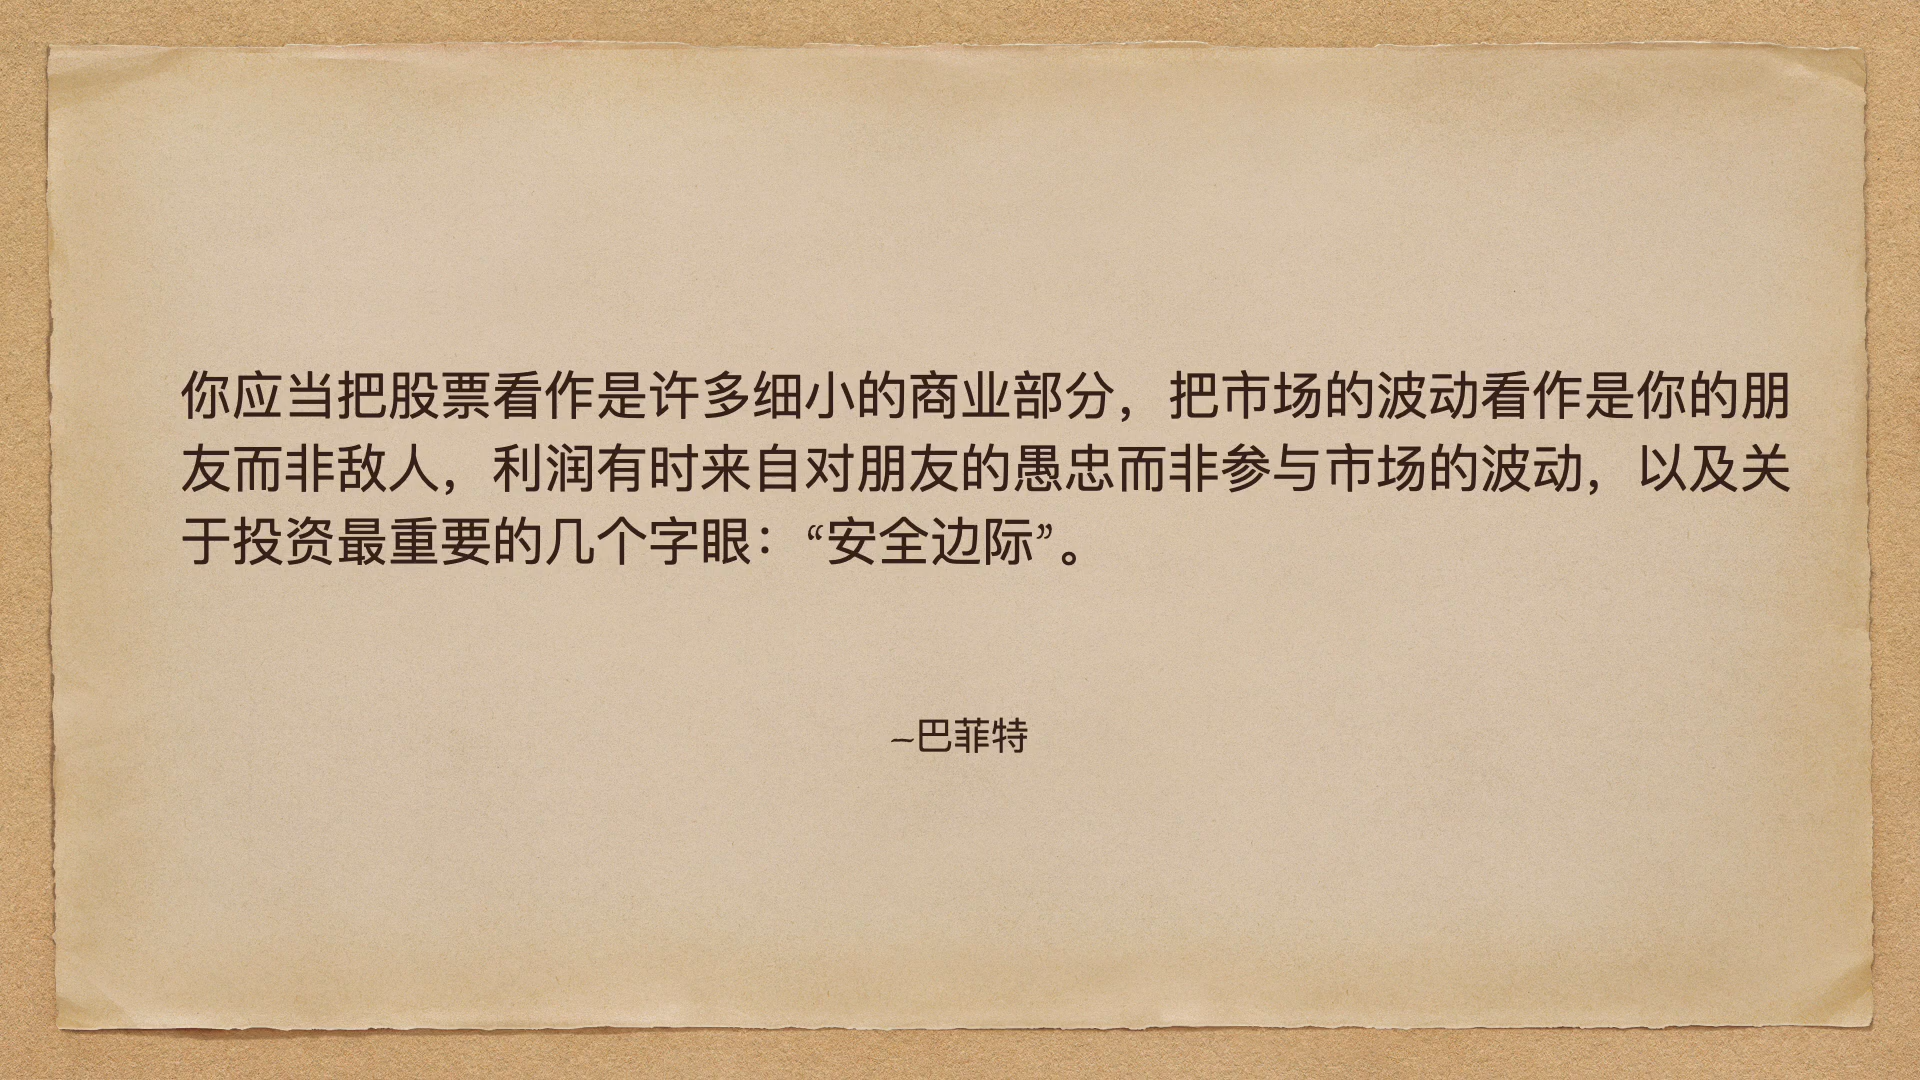 你应当把股票看作是许多细小的商业部分，把市场的波动看作是你的朋
友而非敌人，利润有时来自对朋友的愚忠而非参与市场的波动，以及关
于投资最重要的几个字眼：“安全边际”。
~巴菲特